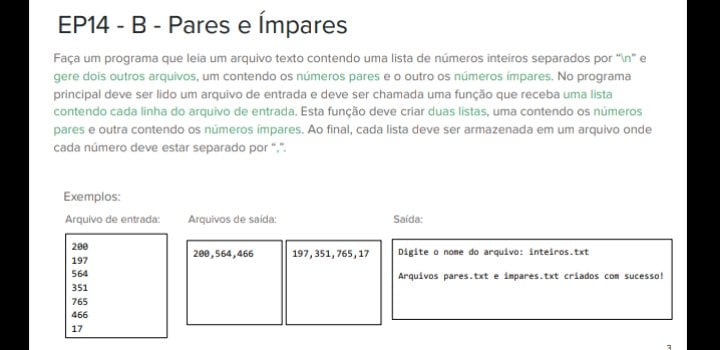 EP14 - B - Pares e Ímpares
Faça um programa que leia um arquivo texto contendo uma lista de números inteiros separados por “\n” e
gere dois outros arquivos, um contendo os números pares e o outro os números ímpares. No programa
principal deve ser lido um arquivo de entrada e deve ser chamada uma função que receba uma lista
contendo cada linha do arquivo de entrada. Esta função deve criar duas listas, uma contendo os números
pares e outra contendo os números ímpares. Ao final, cada lista deve ser armazenada em um arquivo onde
cada número deve estar separado por “,”.
Exemplos:
Arquivo de entrada: Arquivos de saída: Saída:
200
197
564
351
765
466
17
200,564,466
197,351,765,17
Digite o nome do arquivo: inteiros.txt
Arquivos pares.txt e impares.txt criados com sucesso!
3